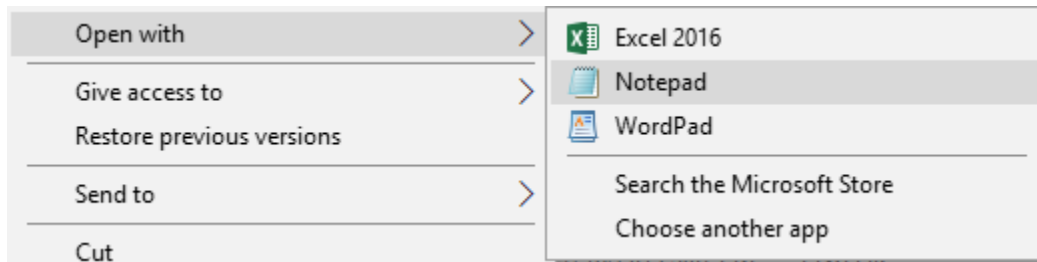 Open with
Give access to
Restore previous versions
Send to
Cut
Excel 2016
Notepad
WordPad
Search the Microsoft Store
Choose another app